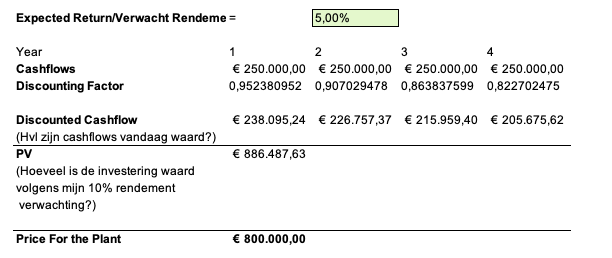 Expected Return/Verwacht Rendeme = 5,00%
Year 1 2 3 4
Cashflows € 250.000,00 € 250.000,00 € 250.000,00 € 250.000,00
Discounting Factor 0,952380952 0,907029478 0,863837599 0,822702475
Discounted Cashflow € 238.095,24 € 226.757,37 € 215.959,40 € 205.675,62
(Hvl zijn cashflows vandaag waard?)
PV € 886.487,63
(Hoeveel is de investering waard
volgens mijn 10% rendement
verwachting?)
Price For the Plant € 800.000,00